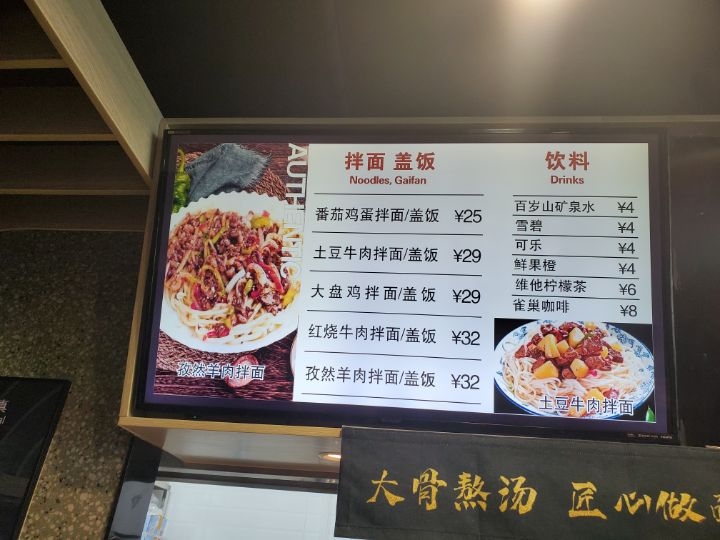 AUTHENTIC
孜然羊肉拌面
拌面 盖饭
Noodles, Gaifan
番茄鸡蛋拌面/盖饭 ¥25
土豆牛肉拌面/盖饭 ¥29
大盘鸡拌面/盖饭 ¥29
红烧牛肉拌面/盖饭 ¥32
孜然羊肉拌面/盖饭 ¥32
饮料
Drinks
百岁山矿泉水 ¥4
雪碧 ¥4
可乐 ¥4
鲜果橙 ¥4
维他柠檬茶 ¥6
雀巢咖啡 ¥8
土豆牛肉拌面
大骨熬汤 匠心做